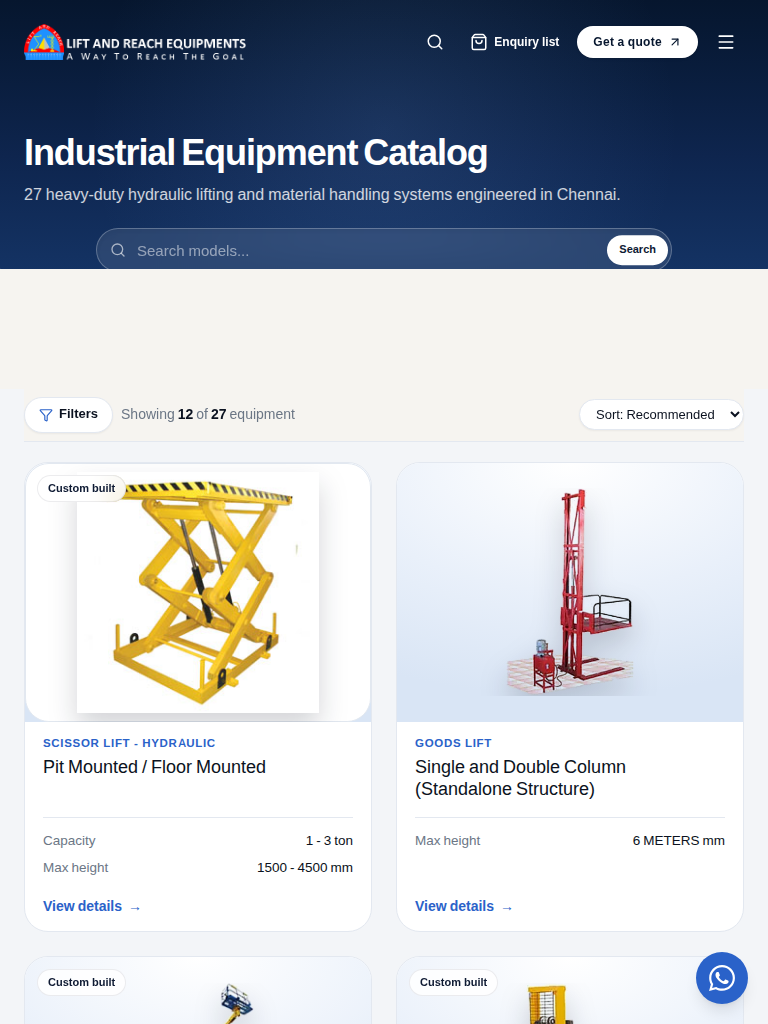 LIFT AND REACH EQUIPMENTS
A Way To Reach The Goal
Enquiry list
Get a quote
Industrial Equipment Catalog
27 heavy-duty hydraulic lifting and material handling systems engineered in Chennai.
Search models...
Search
Filters
Showing 12 of 27 equipment
Sort: Recommended
Custom built
SCISSOR LIFT - HYDRAULIC
Pit Mounted / Floor Mounted
Capacity 1 - 3 ton
Max height 1500 - 4500 mm
View details →
GOODS LIFT
Single and Double Column
(Standalone Structure)
Max height 6 METERS mm
View details →
Custom built
Custom built